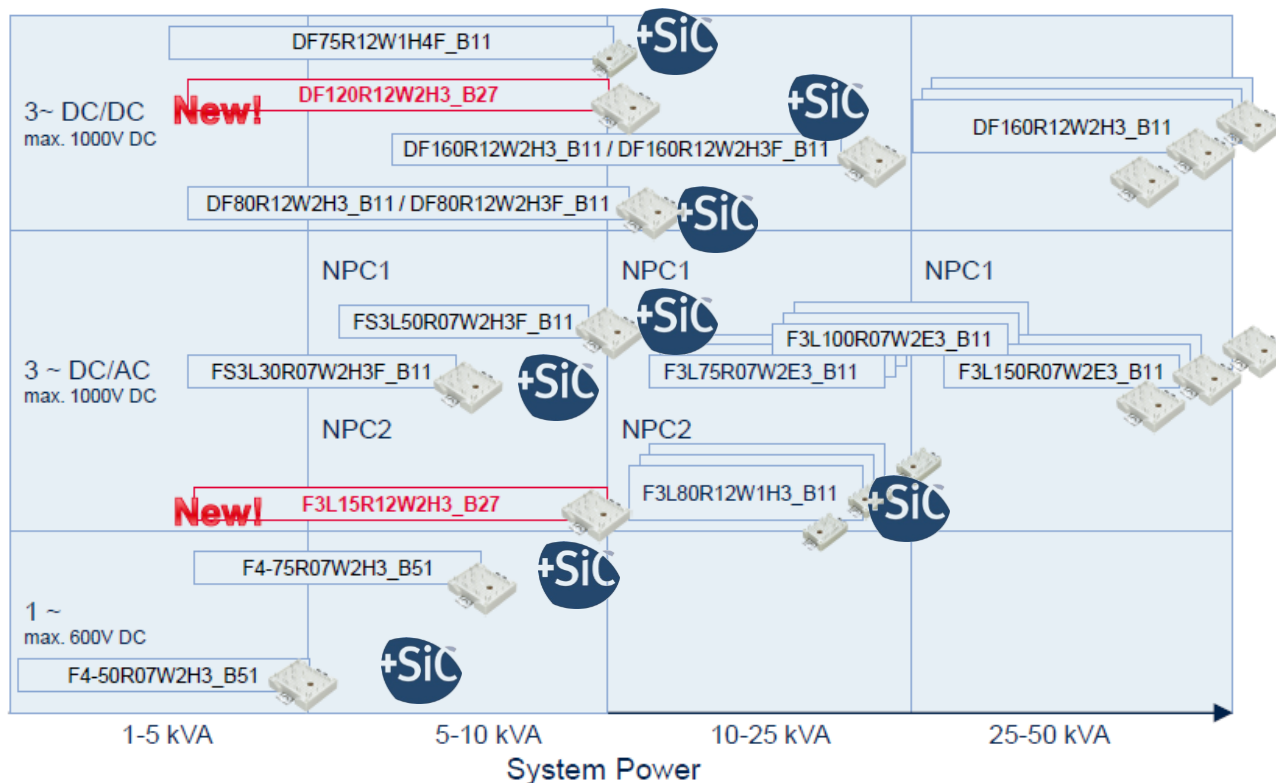 DF75R12W1H4F_B11
+SiC
New!
DF120R12W2H3_B27
3~ DC/DC
max. 1000V DC
+SiC
DF160R12W2H3_B11
DF160R12W2H3_B11 / DF160R12W2H3F_B11
DF80R12W2H3_B11 / DF80R12W2H3F_B11
+SiC
NPC1
NPC1
NPC1
FS3L50R07W2H3F_B11
+SiC
F3L100R07W2E3_B11
3 ~ DC/AC
max. 1000V DC
FS3L30R07W2H3F_B11
+SiC
F3L75R07W2E3_B11
F3L150R07W2E3_B11
NPC2
NPC2
New!
F3L15R12W2H3_B27
F3L80R12W1H3_B11
+SiC
F4-75R07W2H3_B51
+SiC
1 ~
max. 600V DC
F4-50R07W2H3_B51
+SiC
1-5 kVA
5-10 kVA
10-25 kVA
25-50 kVA
System Power